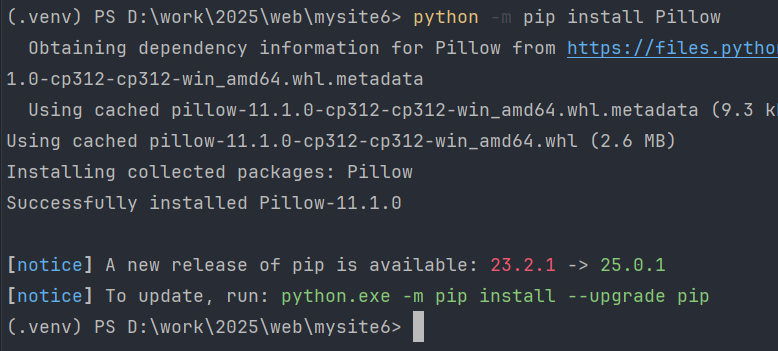 (.venv) PS D:\work\2025\web\mysite6> python -m pip install Pillow
Obtaining dependency information for Pillow from https://files.pytho
1.0-cp312-cp312-win_amd64.whl.metadata
Using cached pillow-11.1.0-cp312-cp312-win_amd64.whl.metadata (9.3 k
Using cached pillow-11.1.0-cp312-cp312-win_amd64.whl (2.6 MB)
Installing collected packages: Pillow
Successfully installed Pillow-11.1.0
[notice] A new release of pip is available: 23.2.1 -> 25.0.1
[notice] To update, run: python.exe -m pip install --upgrade pip
(.venv) PS D:\work\2025\web\mysite6>